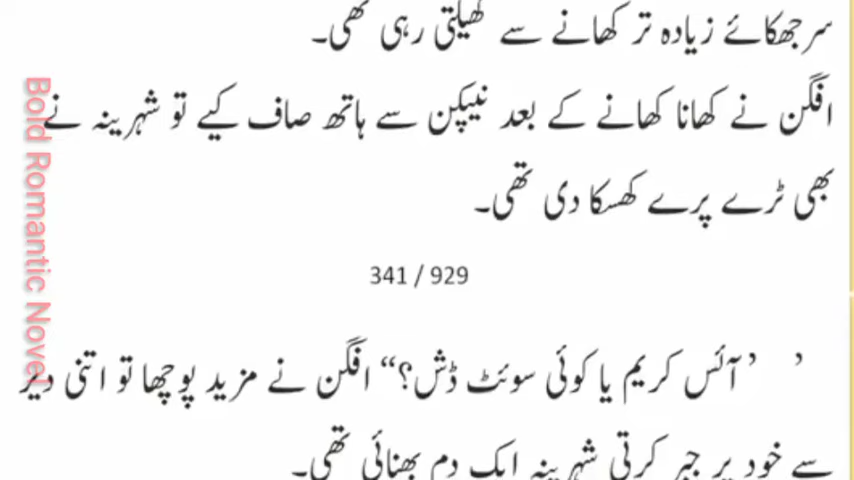 سر جھکائے زیادہ تر کھانے سے کھیلتی رہی تھی۔
افگن نے کھانا کھانے کے بعد نیپکن سے ہاتھ صاف کیے تو شہرینہ نے
بھی ٹرے پرے کھسکا دی تھی۔
341 / 929
’ ’آئس کریم یا کوئی سوئٹ ڈش؟“ افگن نے مزید پوچھا تو اتنی دیر
سے خود پر جبر کرتی شہرینہ ایک دم بھنائی تھی۔
Bold Romantic Novel